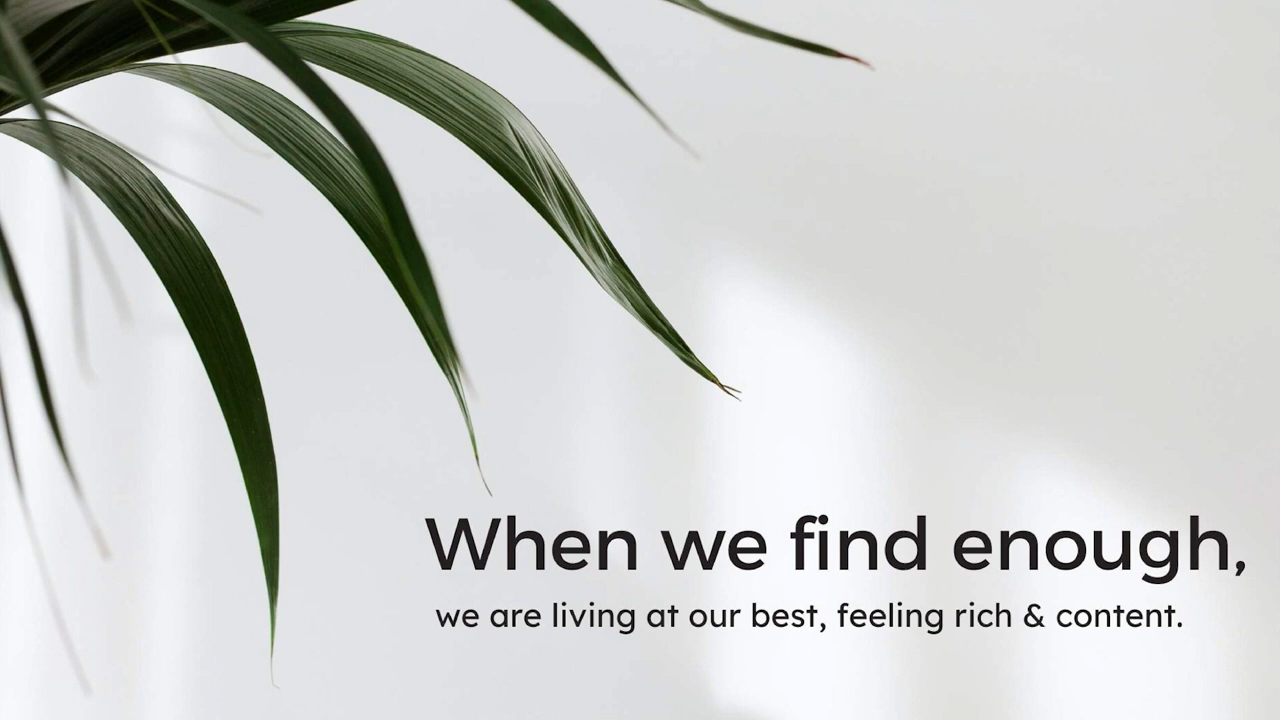 When we find enough,
we are living at our best, feeling rich & content.